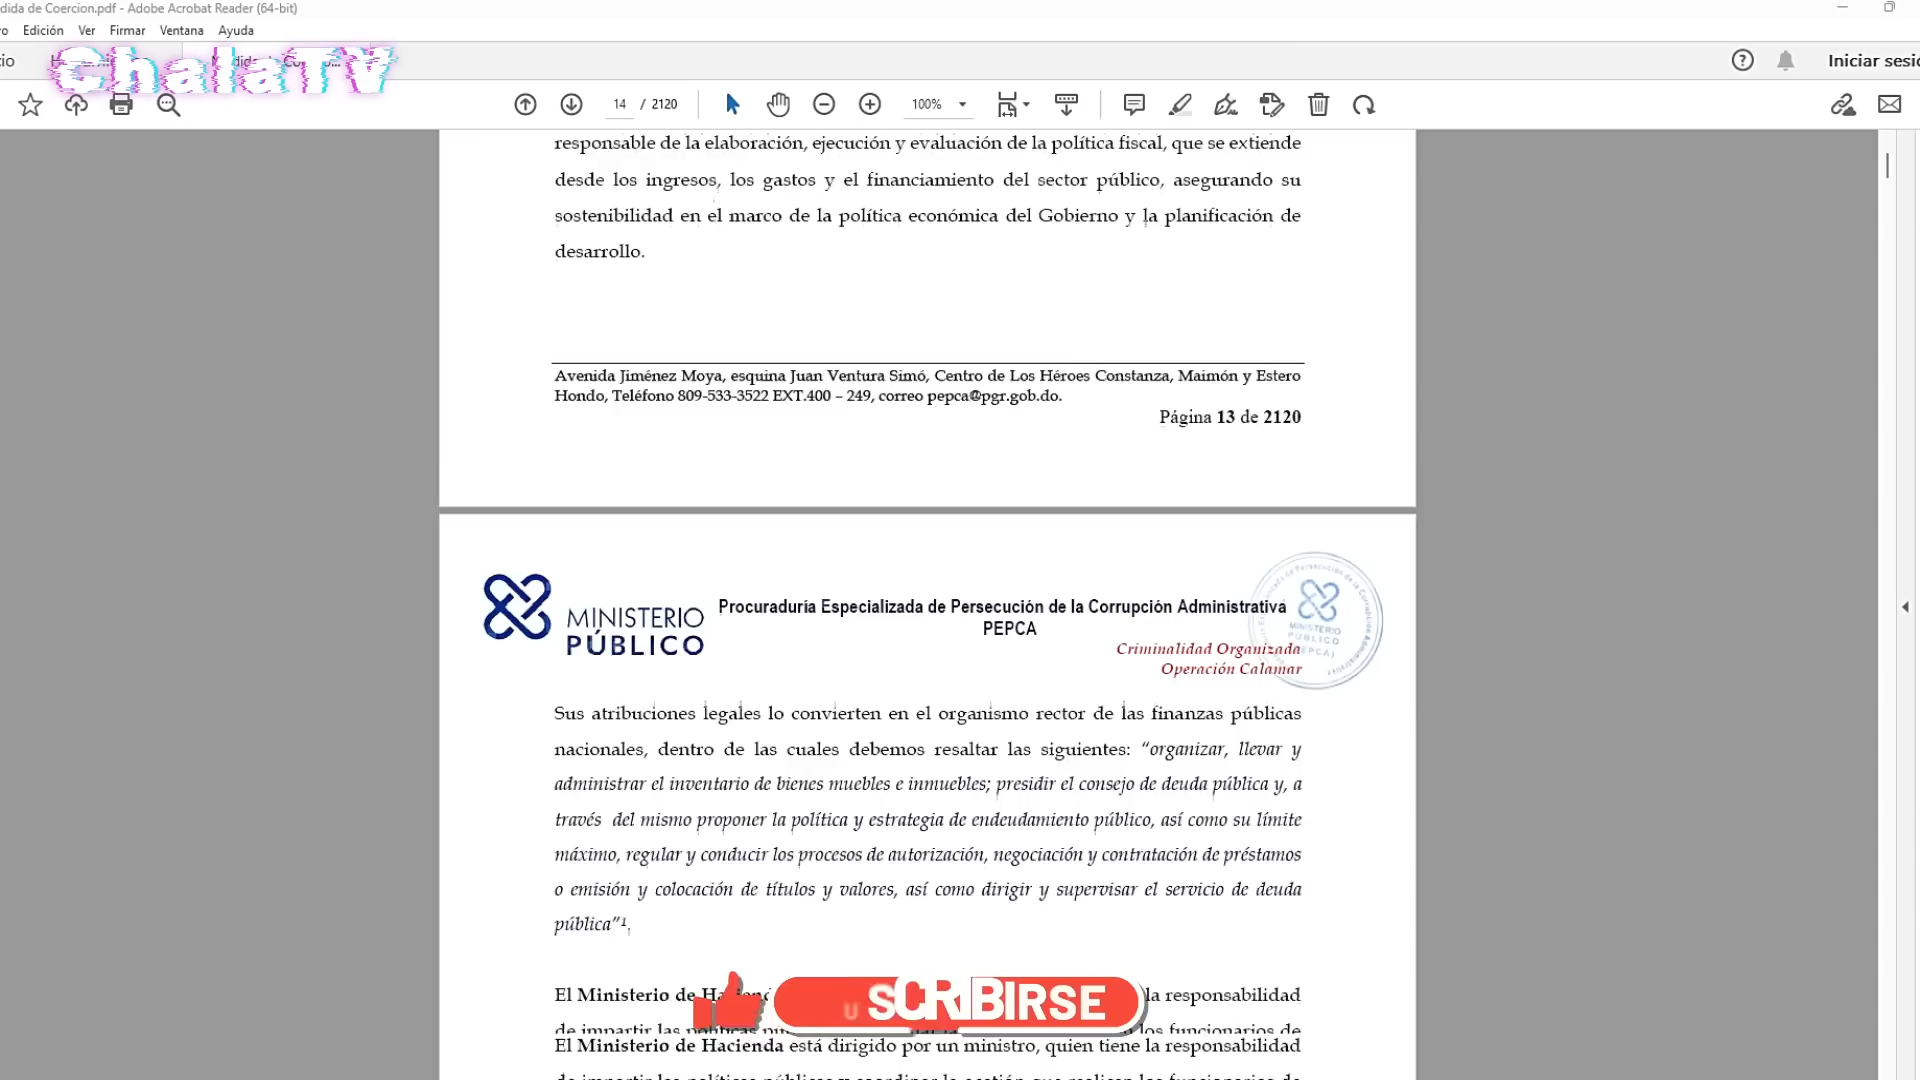 dida de Coercion.pdf - Adobe Acrobat Reader (64-bit)
Edición Ver Firmar Ventana Ayuda
ChalaTV
Iniciar sesi
14 / 2120 100%
responsable de la elaboración, ejecución y evaluación de la política fiscal, que se extiende
desde los ingresos, los gastos y el financiamiento del sector público, asegurando su
sostenibilidad en el marco de la política económica del Gobierno y la planificación de
desarrollo.
Avenida Jiménez Moya, esquina Juan Ventura Simó, Centro de Los Héroes Constanza, Maimón y Estero
Hondo, Teléfono 809-533-3522 EXT.400 – 249, correo pepca@pgr.gob.do.
Página 13 de 2120
MINISTERIO
PÚBLICO
Procuraduría Especializada de Persecución de la Corrupción Administrativa
PEPCA
Criminalidad Organizada
Operación Calamar
MINISTERIO
PÚBLICO
(PEPCA)
Sus atribuciones legales lo convierten en el organismo rector de las finanzas públicas
nacionales, dentro de las cuales debemos resaltar las siguientes: “organizar, llevar y
administrar el inventario de bienes muebles e inmuebles; presidir el consejo de deuda pública y, a
través del mismo proponer la política y estrategia de endeudamiento público, así como su límite
máximo, regular y conducir los procesos de autorización, negociación y contratación de préstamos
o emisión y colocación de títulos y valores, así como dirigir y supervisar el servicio de deuda
pública”¹.
El Ministerio de la responsabilidad
SCRIBIRSE
de impartir las los funcionarios de
El Ministerio de Hacienda está dirigido por un ministro, quien tiene la responsabilidad